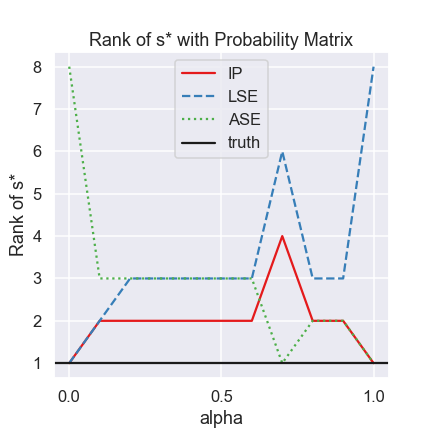 Rank of s* with Probability Matrix
IP
LSE
ASE
truth
Rank of s*
8
7
6
5
4
3
2
1
0.0 0.5 1.0
alpha